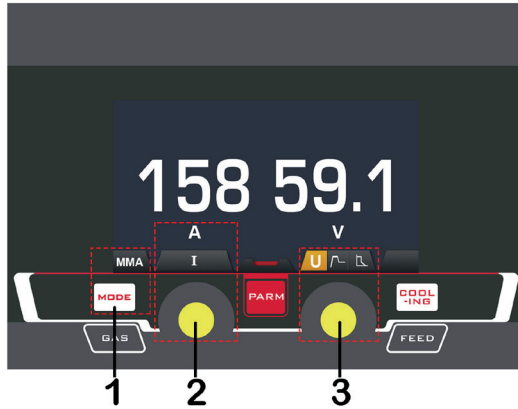 158 59.1
A V
MMA I U
MODE PARM COOL
-ING
GAS FEED
1 2 3